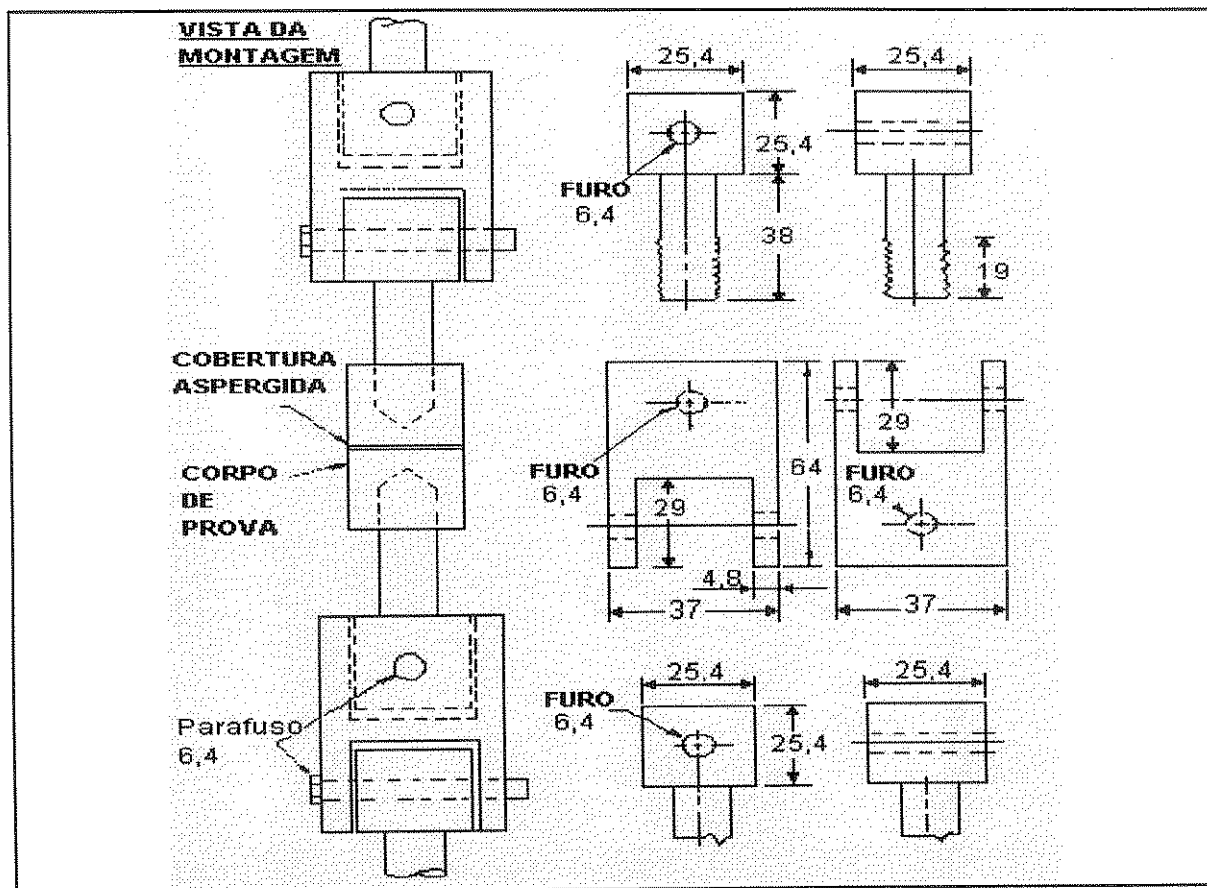 VISTA DA
MONTAGEM
25,4
25,4
25,4
FURO
6,4
38
19
COBERTURA
ASPERGIDA
CORPO
DE
PROVA
FURO
6,4
29
64
4,8
37
29
FURO
6,4
37
Parafuso
6,4
25,4
FURO
6,4
25,4
25,4